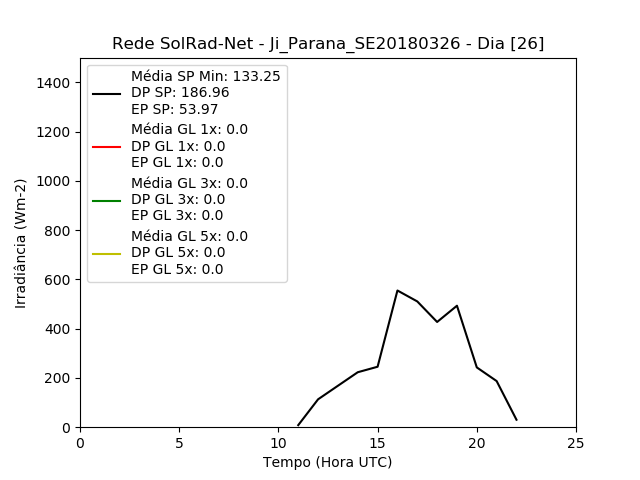 Rede SolRad-Net - Ji_Parana_SE20180326 - Dia [26]
Média SP Min: 133.25
DP SP: 186.96
EP SP: 53.97
Média GL 1x: 0.0
DP GL 1x: 0.0
EP GL 1x: 0.0
Média GL 3x: 0.0
DP GL 3x: 0.0
EP GL 3x: 0.0
Média GL 5x: 0.0
DP GL 5x: 0.0
EP GL 5x: 0.0
Irradiância (Wm-2)
1400
1200
1000
800
600
400
200
0
0 5 10 15 20 25
Tempo (Hora UTC)